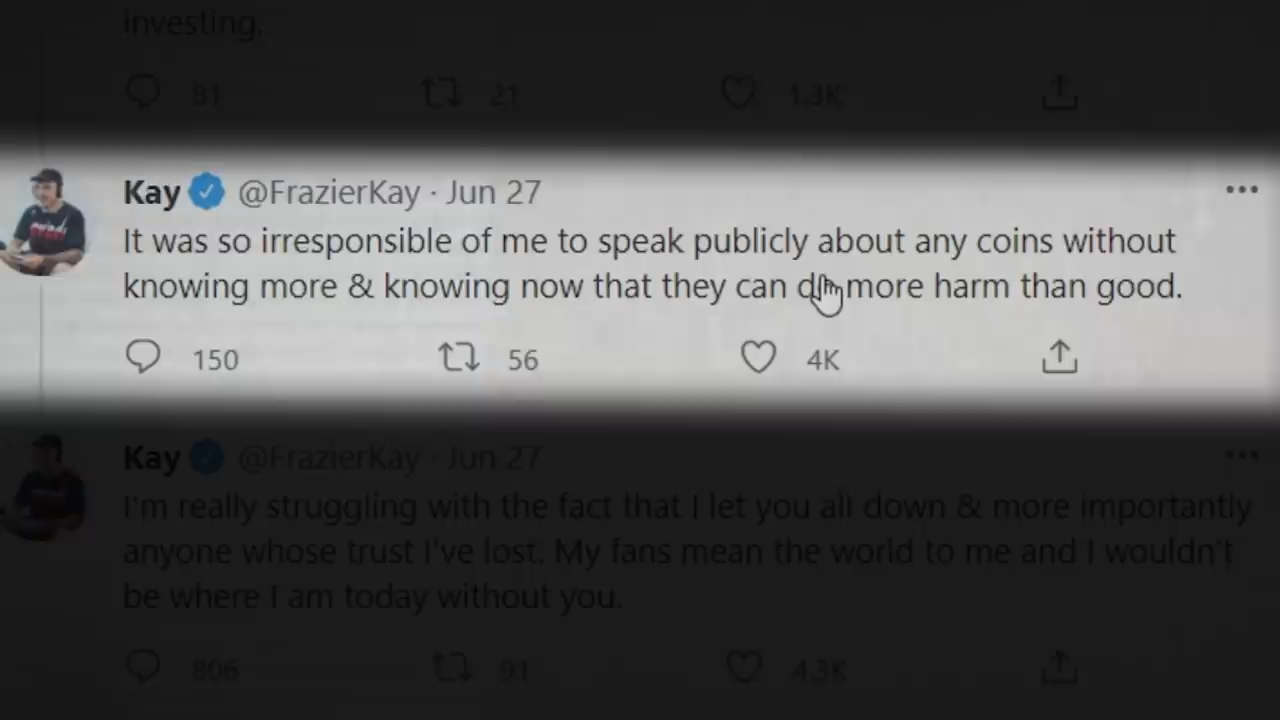 investing.
91 21 1.3K
Kay @FrazierKay · Jun 27
It was so irresponsible of me to speak publicly about any coins without
knowing more & knowing now that they can more harm than good.
150 56 4K
Kay @FrazierKay · Jun 27
I'm really struggling with the fact that I let you all down & more importantly
anyone whose trust I've lost. My fans mean the world to me and I wouldn't
be where I am today without you.
806 91 4.3K